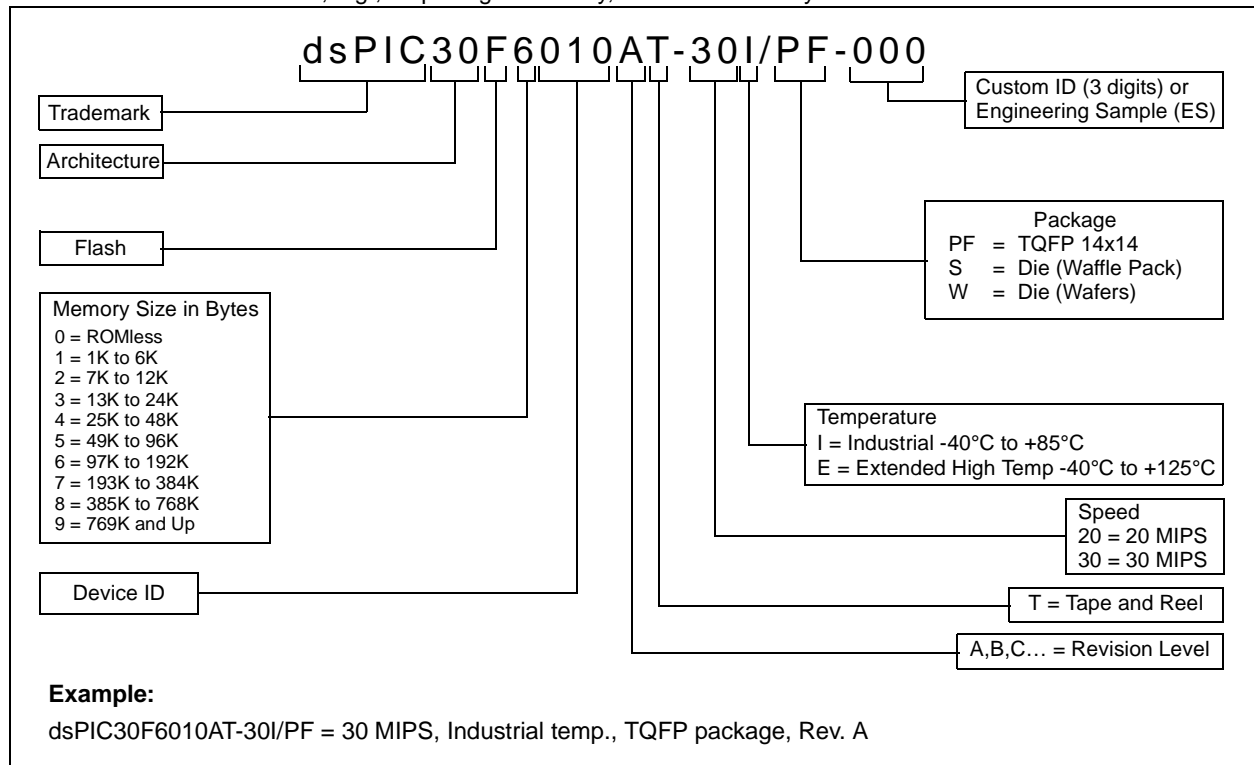 dsPIC30F6010AT-30I/PF-000
Trademark
Architecture
Flash
Memory Size in Bytes
0 = ROMless
1 = 1K to 6K
2 = 7K to 12K
3 = 13K to 24K
4 = 25K to 48K
5 = 49K to 96K
6 = 97K to 192K
7 = 193K to 384K
8 = 385K to 768K
9 = 769K and Up
Device ID
Custom ID (3 digits) or
Engineering Sample (ES)
Package
PF = TQFP 14x14
S = Die (Waffle Pack)
W = Die (Wafers)
Temperature
I = Industrial -40°C to +85°C
E = Extended High Temp -40°C to +125°C
Speed
20 = 20 MIPS
30 = 30 MIPS
T = Tape and Reel
A,B,C… = Revision Level
Example:
dsPIC30F6010AT-30I/PF = 30 MIPS, Industrial temp., TQFP package, Rev. A